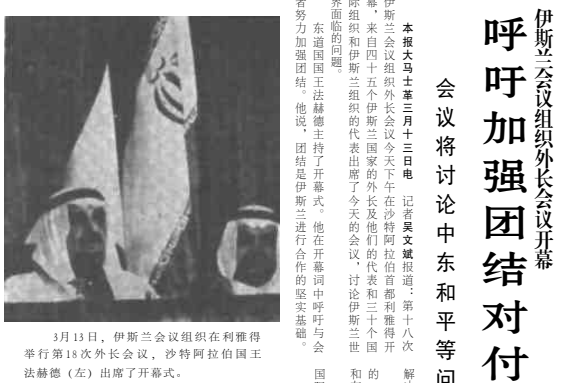 伊斯兰会议组织外长会议开幕
呼吁加强团结对付
会议将讨论中东和平等问
本报大马士革三月十三日电 记者吴文斌报道：第十八次
伊斯兰会议组织外长会议今天下午在沙特阿拉伯首都利雅得开
幕，来自四十五个伊斯兰国家的外长及他们的代表和三十个国
际组织和伊斯兰组织的代表出席了今天的会议，讨论伊斯兰世
界面临的问题。
东道国国王法赫德主持了开幕式。他在开幕词中呼吁与会
者努力加强团结。他说，团结是伊斯兰进行合作的坚实基础。
解
的
和
国
3月13日，伊斯兰会议组织在利雅得
举行第18次外长会议，沙特阿拉伯国王
法赫德（左）出席了开幕式。